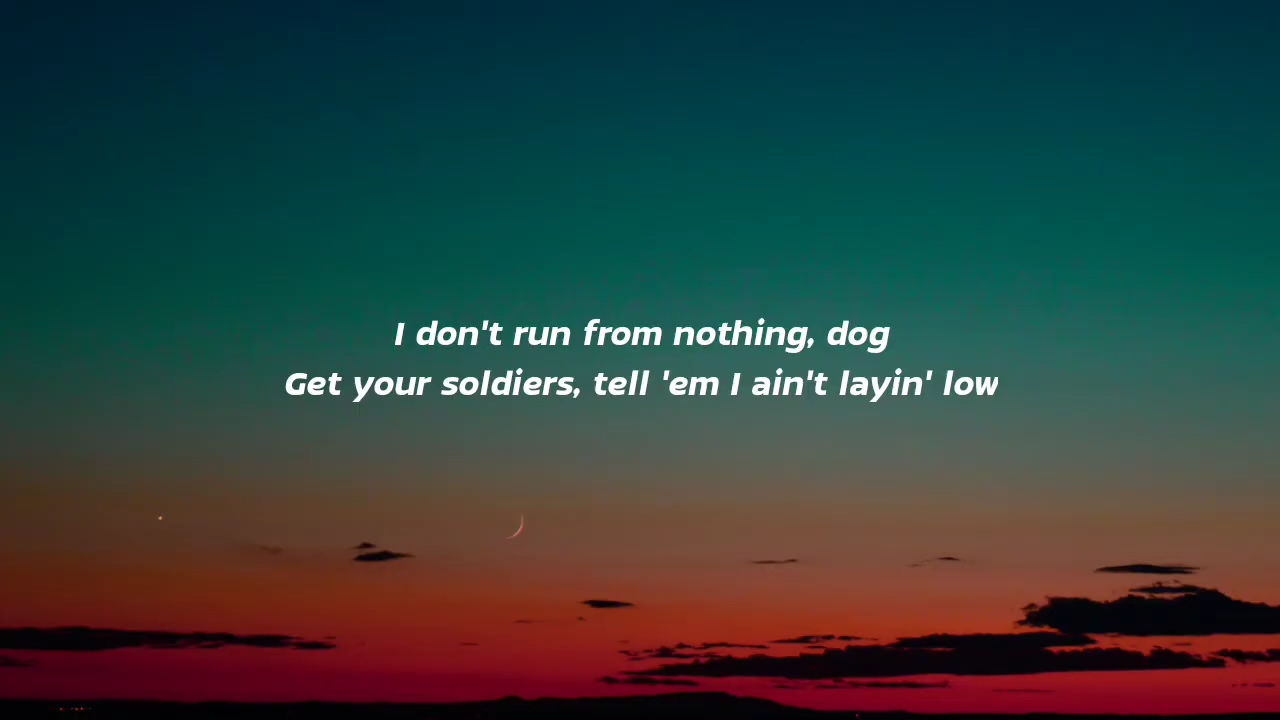 I don't run from nothing, dog
Get your soldiers, tell 'em I ain't layin' low